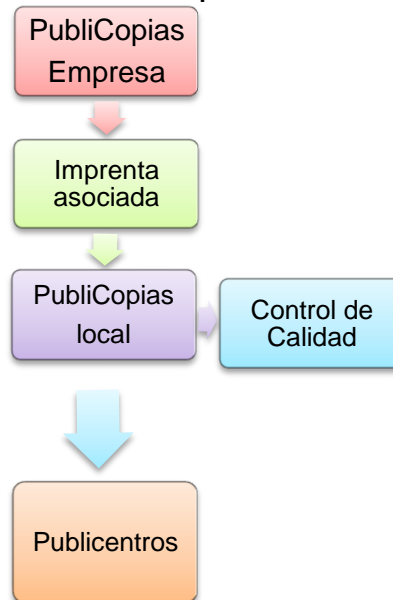 PubliCopias
Empresa
Imprenta
asociada
PubliCopias
local
Control de
Calidad
Publicentros